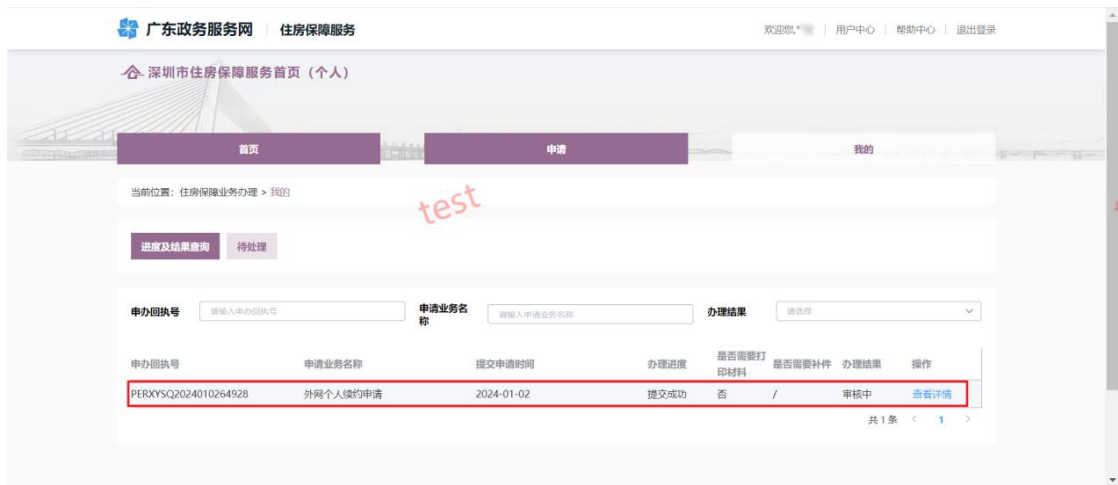 广东政务服务网 住房保障服务 欢迎您,* 用户中心 帮助中心 退出登录
深圳市住房保障服务首页（个人）
首页 申请 我的
当前位置：住房保障业务办理 > 我的
test
进度及结果查询 待处理
申办回执号 请输入申办回执号 申请业务名 请输入申请业务名称 办理结果 请选择
称
申办回执号 申请业务名称 提交申请时间 办理进度 是否需要打 是否需要补件 办理结果 操作
印材料
PERXYSQ2024010264928 外网个人续约申请 2024-01-02 提交成功 否 / 审核中 查看详情
共 1 条 < 1 >